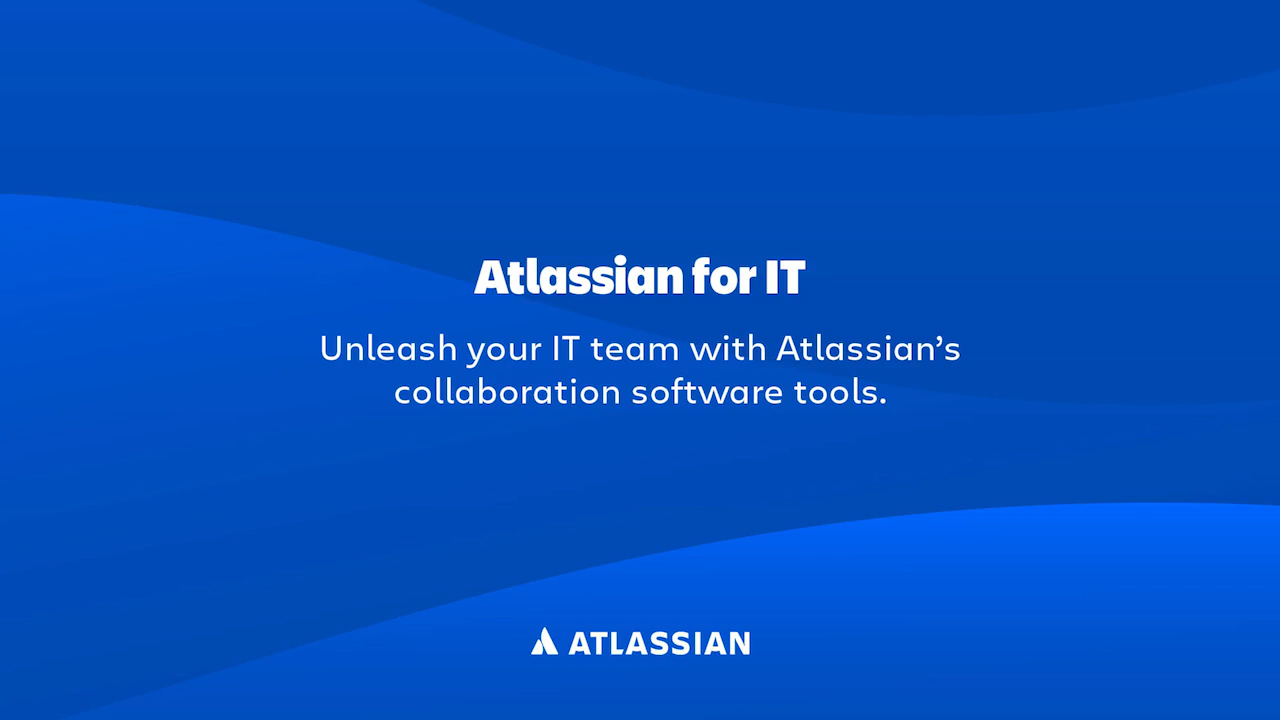 Atlassian for IT
Unleash your IT team with Atlassian’s
collaboration software tools.
ATLASSIAN